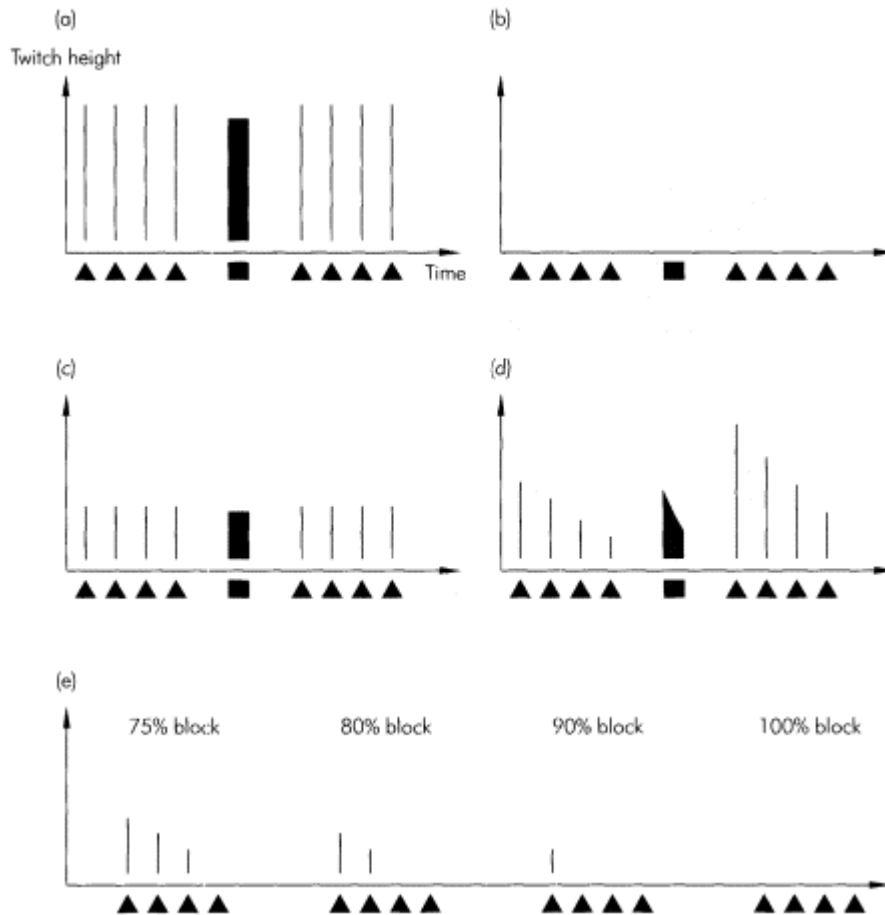 (a)
(b)
Twitch height
Time
(c)
(d)
(e)
75% block 80% block 90% block 100% block